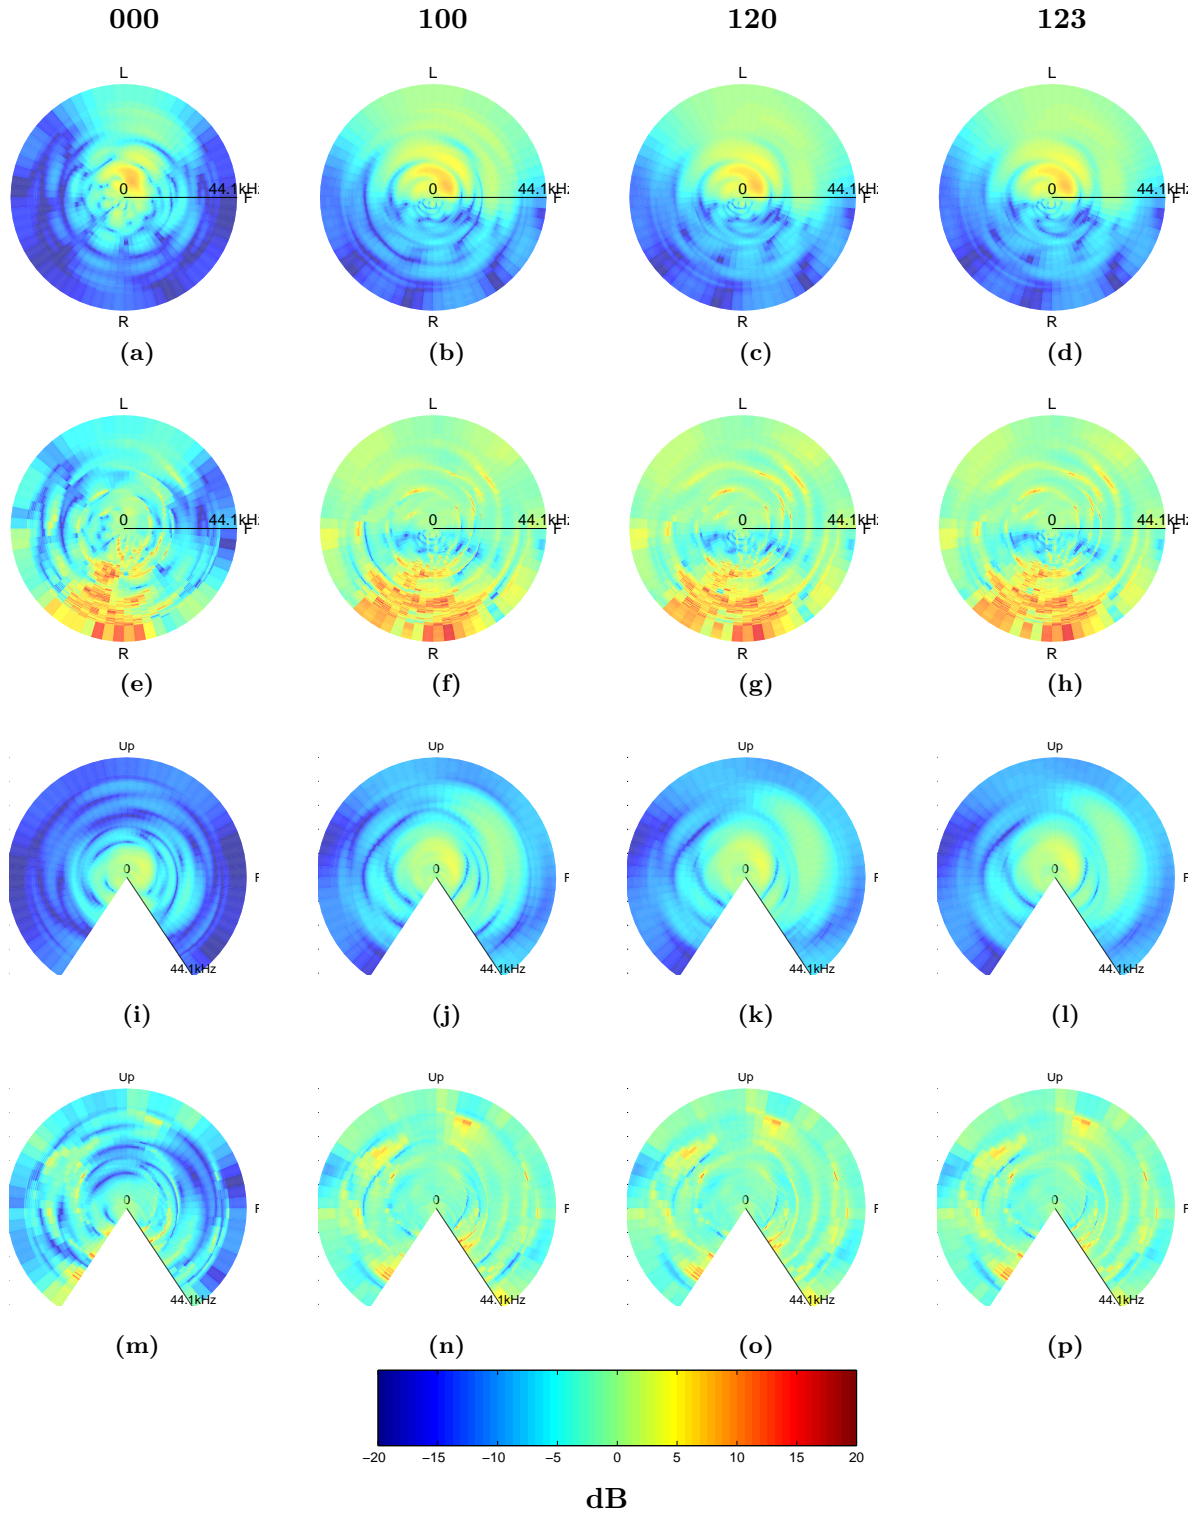 000 100 120 123
L L L L
0 44.1kHz F 0 44.1kHz F 0 44.1kHz F 0 44.1kHz F
R R R R
(a) (b) (c) (d)
L L L L
0 44.1kHz F 0 44.1kHz F 0 44.1kHz F 0 44.1kHz F
R R R R
(e) (f) (g) (h)
Up Up Up Up
0 F 0 F 0 F 0 F
44.1kHz 44.1kHz 44.1kHz 44.1kHz
(i) (j) (k) (l)
Up Up Up Up
0 F 0 F 0 F 0 F
44.1kHz 44.1kHz 44.1kHz 44.1kHz
(m) (n) (o) (p)
−20 −15 −10 −5 0 5 10 15 20
dB